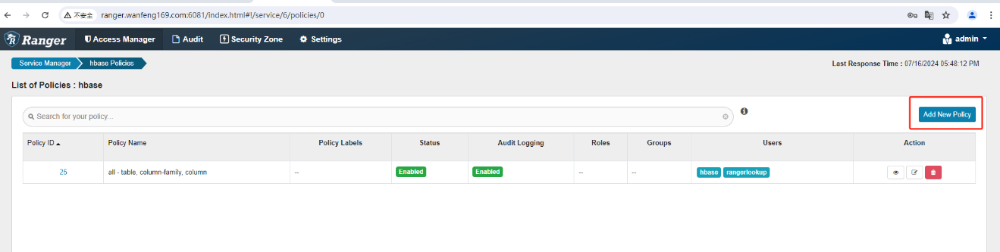 不安全 ranger.wanfeng169.com:6081/index.html#!/service/6/policies/0
Ranger Access Manager Audit Security Zone Settings admin
Service Manager hbase Policies Last Response Time : 07/16/2024 05:48:12 PM
List of Policies : hbase
Search for your policy... Add New Policy
Policy ID Policy Name Policy Labels Status Audit Logging Roles Groups Users Action
25 all - table, column-family, column -- Enabled Enabled -- -- hbase rangerlookup